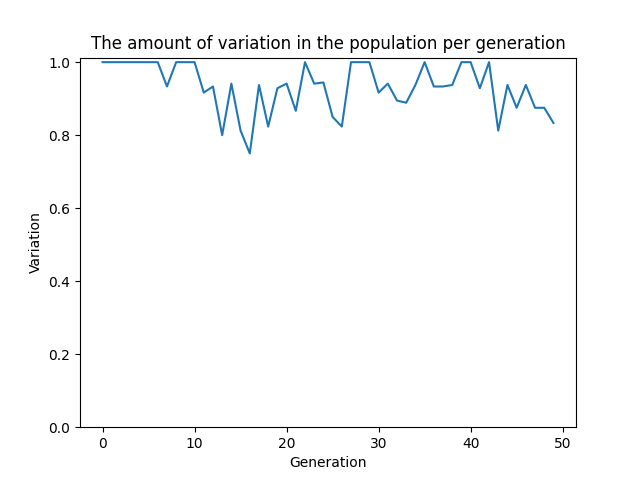 The amount of variation in the population per generation
1.0
0.8
0.6
0.4
0.2
0.0
Variation
0 10 20 30 40 50
Generation